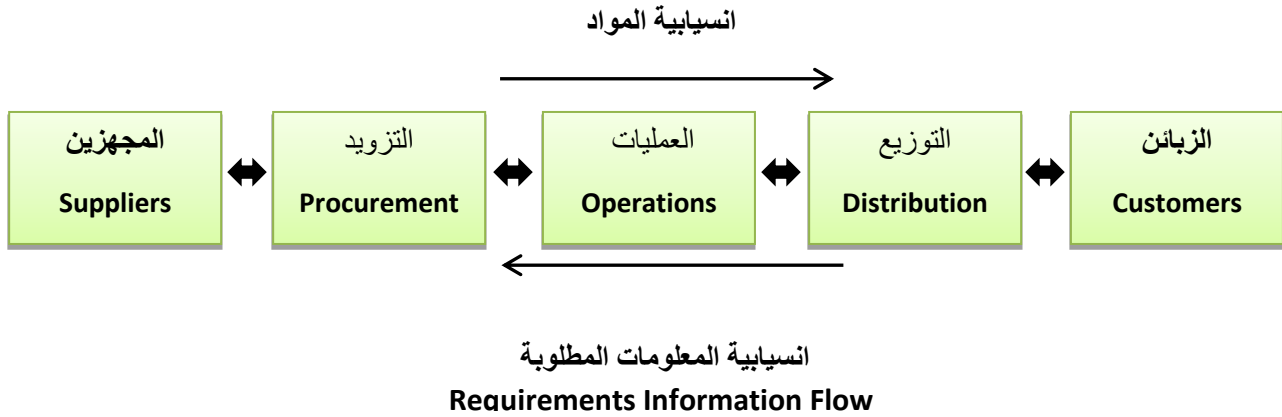 انسيابية المواد
المجهزين
Suppliers
التزويد
Procurement
العمليات
Operations
التوزيع
Distribution
الزبائن
Customers
انسيابية المعلومات المطلوبة
Requirements Information Flow